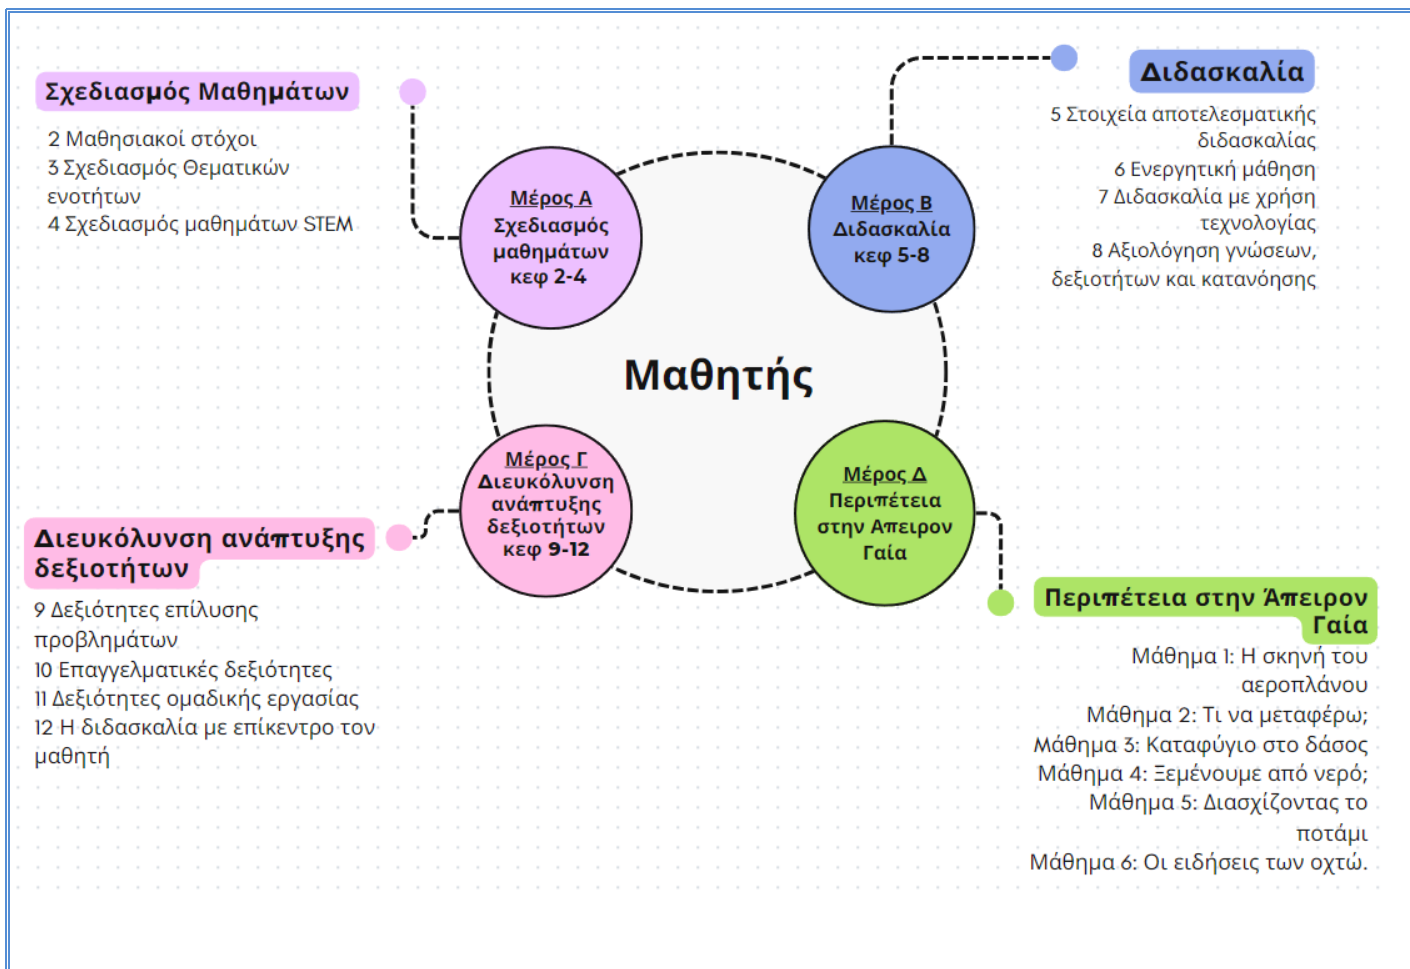 Σχεδιασμός Μαθημάτων
2 Μαθησιακοί στόχοι
3 Σχεδιασμός Θεματικών
ενοτήτων
4 Σχεδιασμός μαθημάτων STEM
Διδασκαλία
5 Στοιχεία αποτελεσματικής
διδασκαλίας
6 Ενεργητική μάθηση
7 Διδασκαλία με χρήση
τεχνολογίας
8 Αξιολόγηση γνώσεων,
δεξιοτήτων και κατανόησης
Μέρος Α
Σχεδιασμός
μαθημάτων
κεφ 2-4
Μέρος Β
Διδασκαλία
κεφ 5-8
Μαθητής
Μέρος Γ
Διευκόλυνση
ανάπτυξης
δεξιοτήτων
κεφ 9-12
Μέρος Δ
Περιπέτεια
στην Απειρον
Γαία
Διευκόλυνση ανάπτυξης
δεξιοτήτων
9 Δεξιότητες επίλυσης
προβλημάτων
10 Επαγγελματικές δεξιότητες
11 Δεξιότητες ομαδικής εργασίας
12 Η διδασκαλία με επίκεντρο τον
μαθητή
Περιπέτεια στην Άπειρον
Γαία
Μάθημα 1: Η σκηνή του
αεροπλάνου
Μάθημα 2: Τι να μεταφέρω;
Μάθημα 3: Καταφύγιο στο δάσος
Μάθημα 4: Ξεμένουμε από νερό;
Μάθημα 5: Διασχίζοντας το
ποτάμι
Μάθημα 6: Οι ειδήσεις των οχτώ.